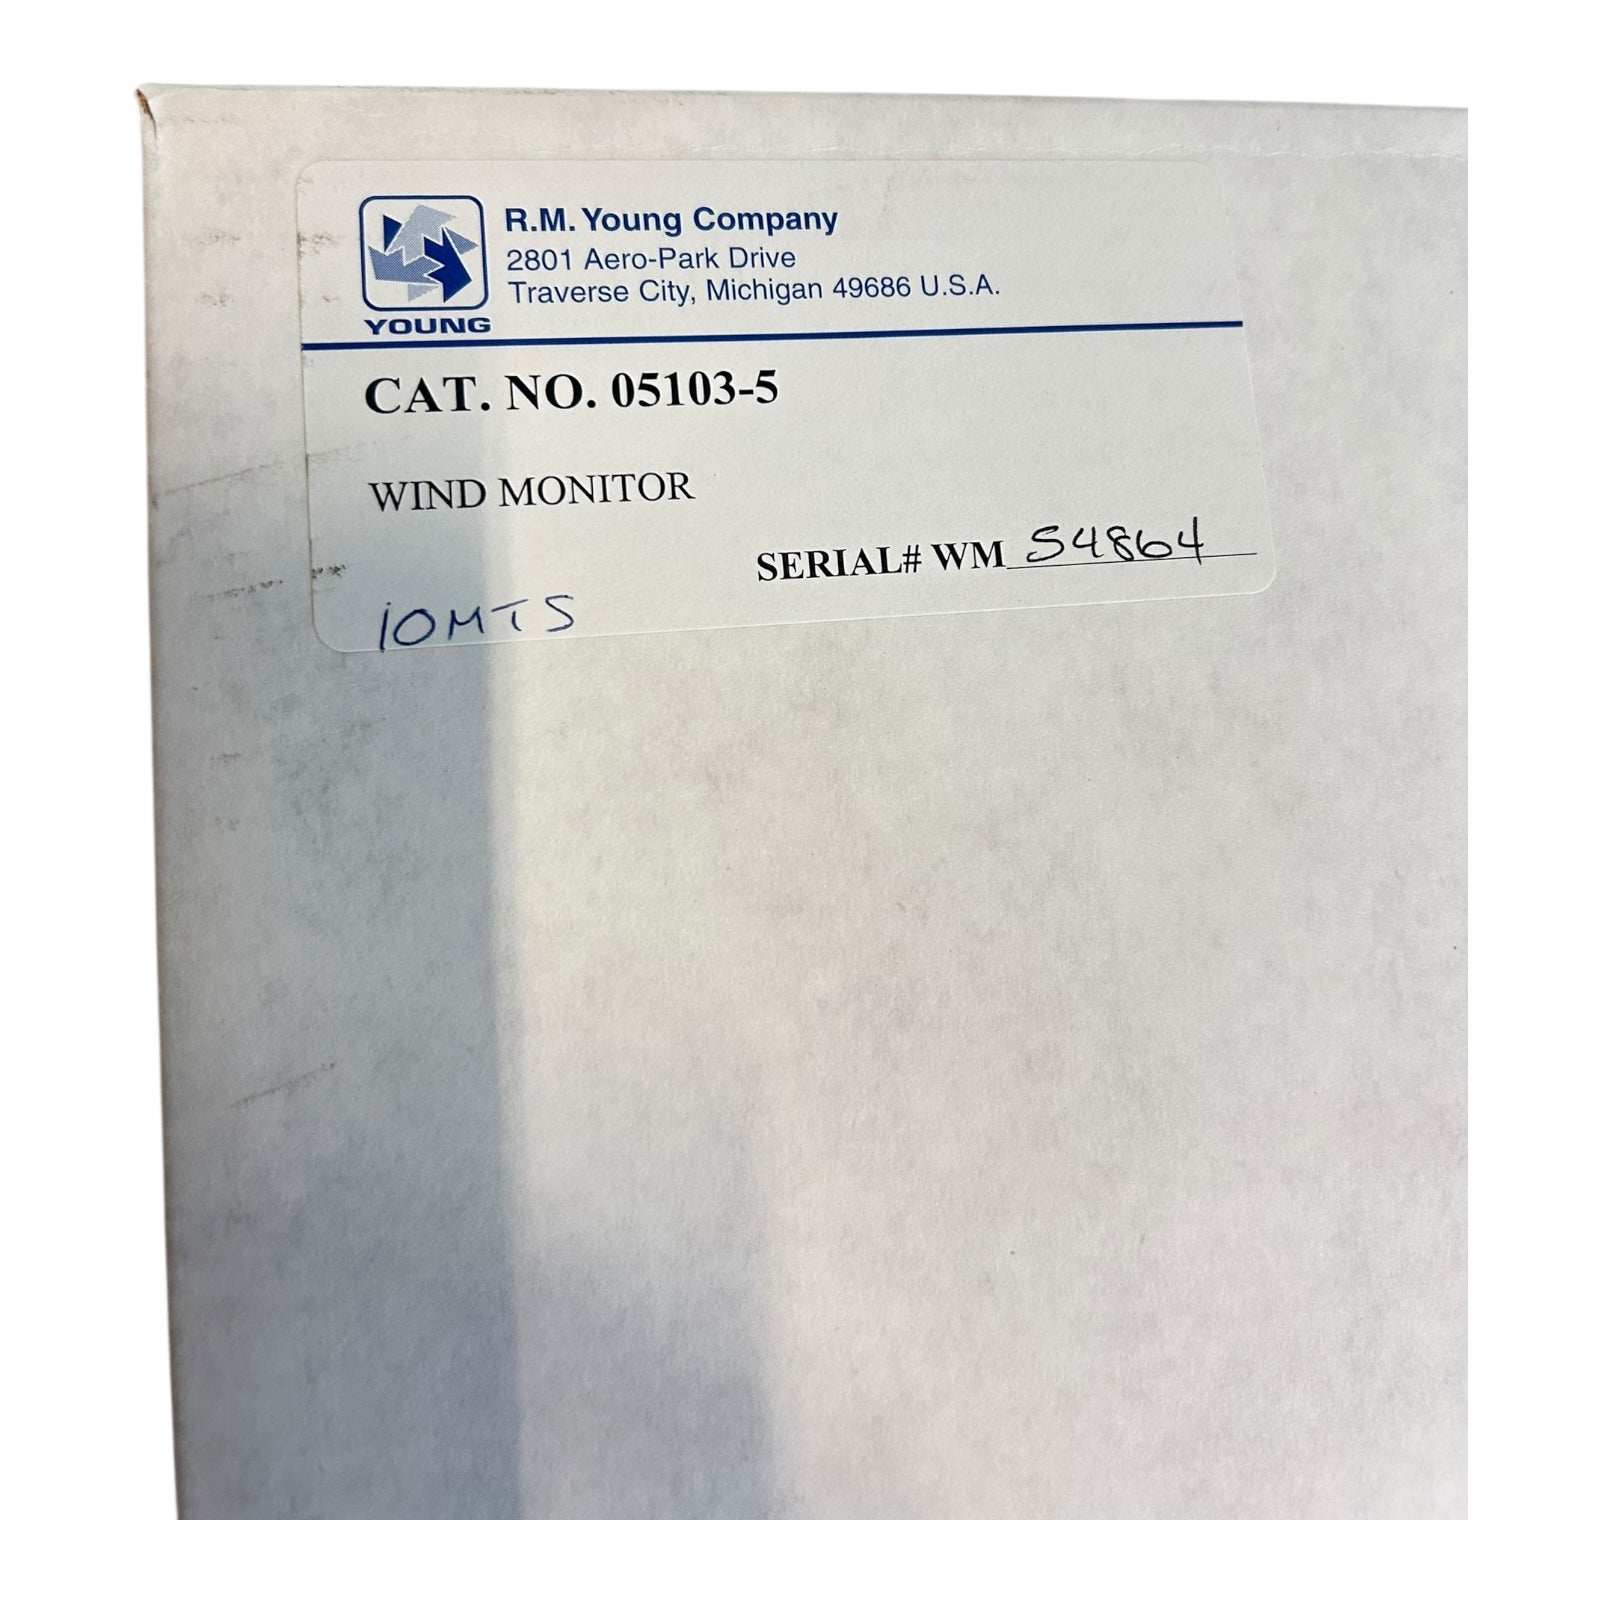 R.M. Young Company
2801 Aero-Park Drive
Traverse City, Michigan 49686 U.S.A.
YOUNG
CAT. NO. 05103-5
WIND MONITOR
SERIAL# WM 54864
10MTS